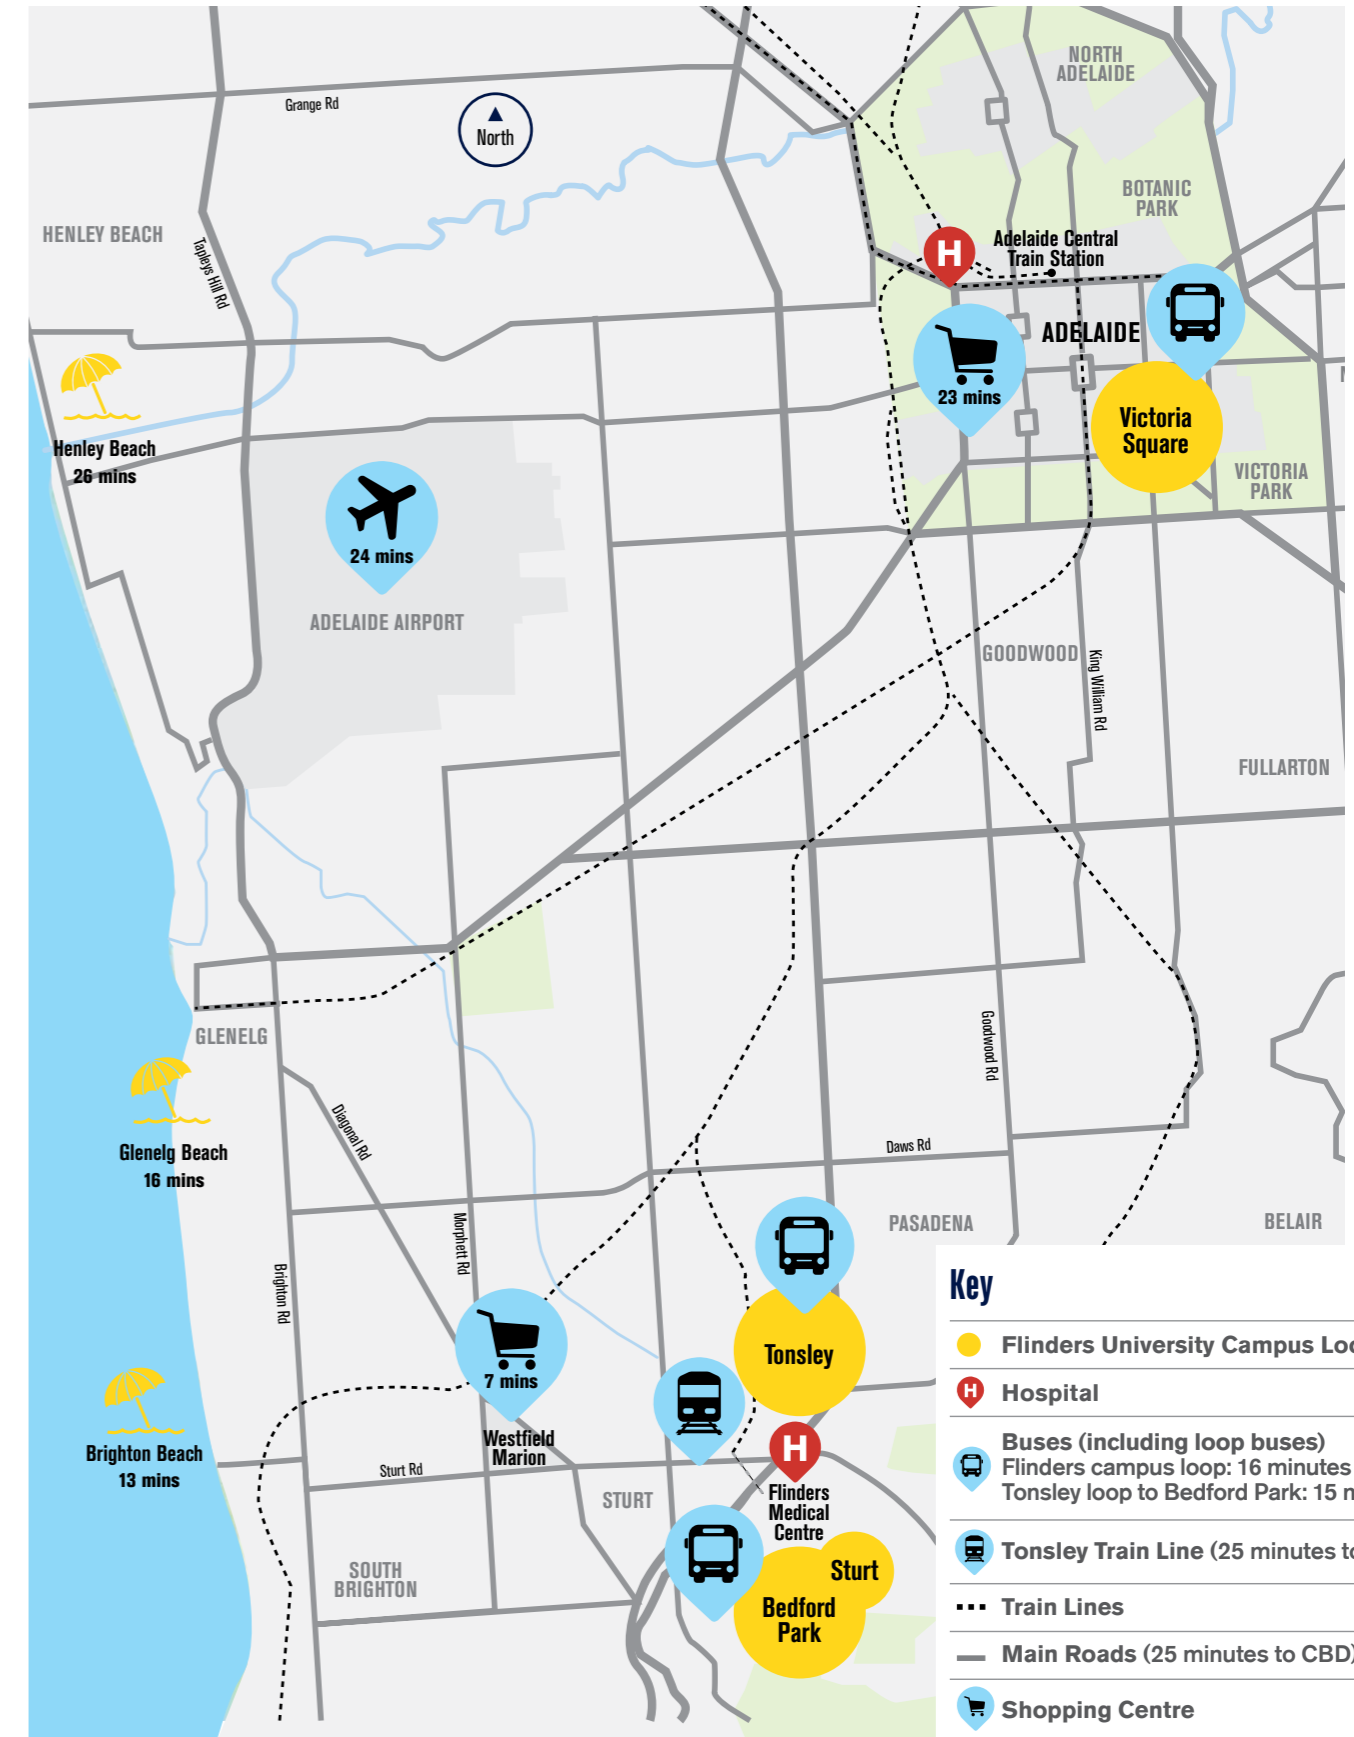 NORTH
ADELAIDE
Grange Rd
North
BOTANIC
PARK
HENLEY BEACH
Tapleys Hill Rd
H
Adelaide Central
Train Station
ADELAIDE
23 mins
Victoria
Square
Henley Beach
26 mins
VICTORIA
PARK
24 mins
ADELAIDE AIRPORT
GOODWOOD
King William Rd
FULLARTON
GLENELG
Goodwood Rd
Diagonal Rd
Glenelg Beach
16 mins
Daws Rd
PASADENA
BELAIR
Morphett Rd
Brighton Rd
Tonsley
7 mins
Westfield
Marion
Brighton Beach
13 mins
Sturt Rd
STURT
H
Flinders
Medical
Centre
SOUTH
BRIGHTON
Sturt
Bedford
Park
Key
Flinders University Campus
H Hospital
Buses (including loop buses)
Flinders campus loop: 16 minutes
Tonsley loop to Bedford Park: 15
Tonsley Train Line (25 minutes
Train Lines
Main Roads (25 minutes to CBD)
Shopping Centre